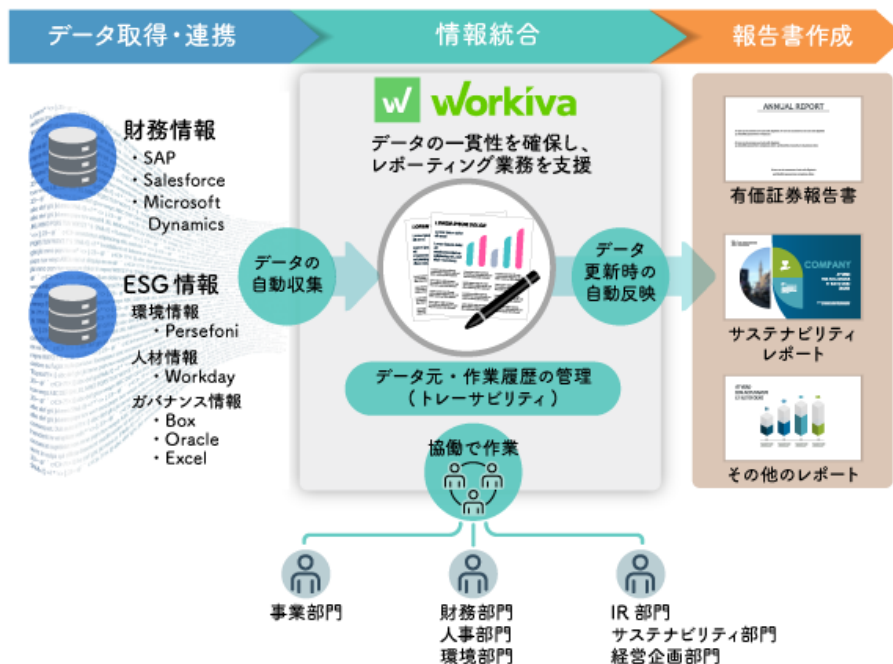 データ取得・連携
情報統合
報告書作成
財務情報
・SAP
・Salesforce
・Microsoft
Dynamics
ESG 情報
環境情報
・Persefoni
人材情報
・Workday
ガバナンス情報
・Box
・Oracle
・Excel
データの
自動収集
w workiva
データの一貫性を確保し、
レポーティング業務を支援
データ
更新時の
自動反映
データ元・作業履歴の管理
（トレーサビリティ）
協働で作業
ANNUAL REPORT
有価証券報告書
COMPANY
サステナビリティ
レポート
その他のレポート
事業部門
財務部門
人事部門
環境部門
IR 部門
サステナビリティ部門
経営企画部門